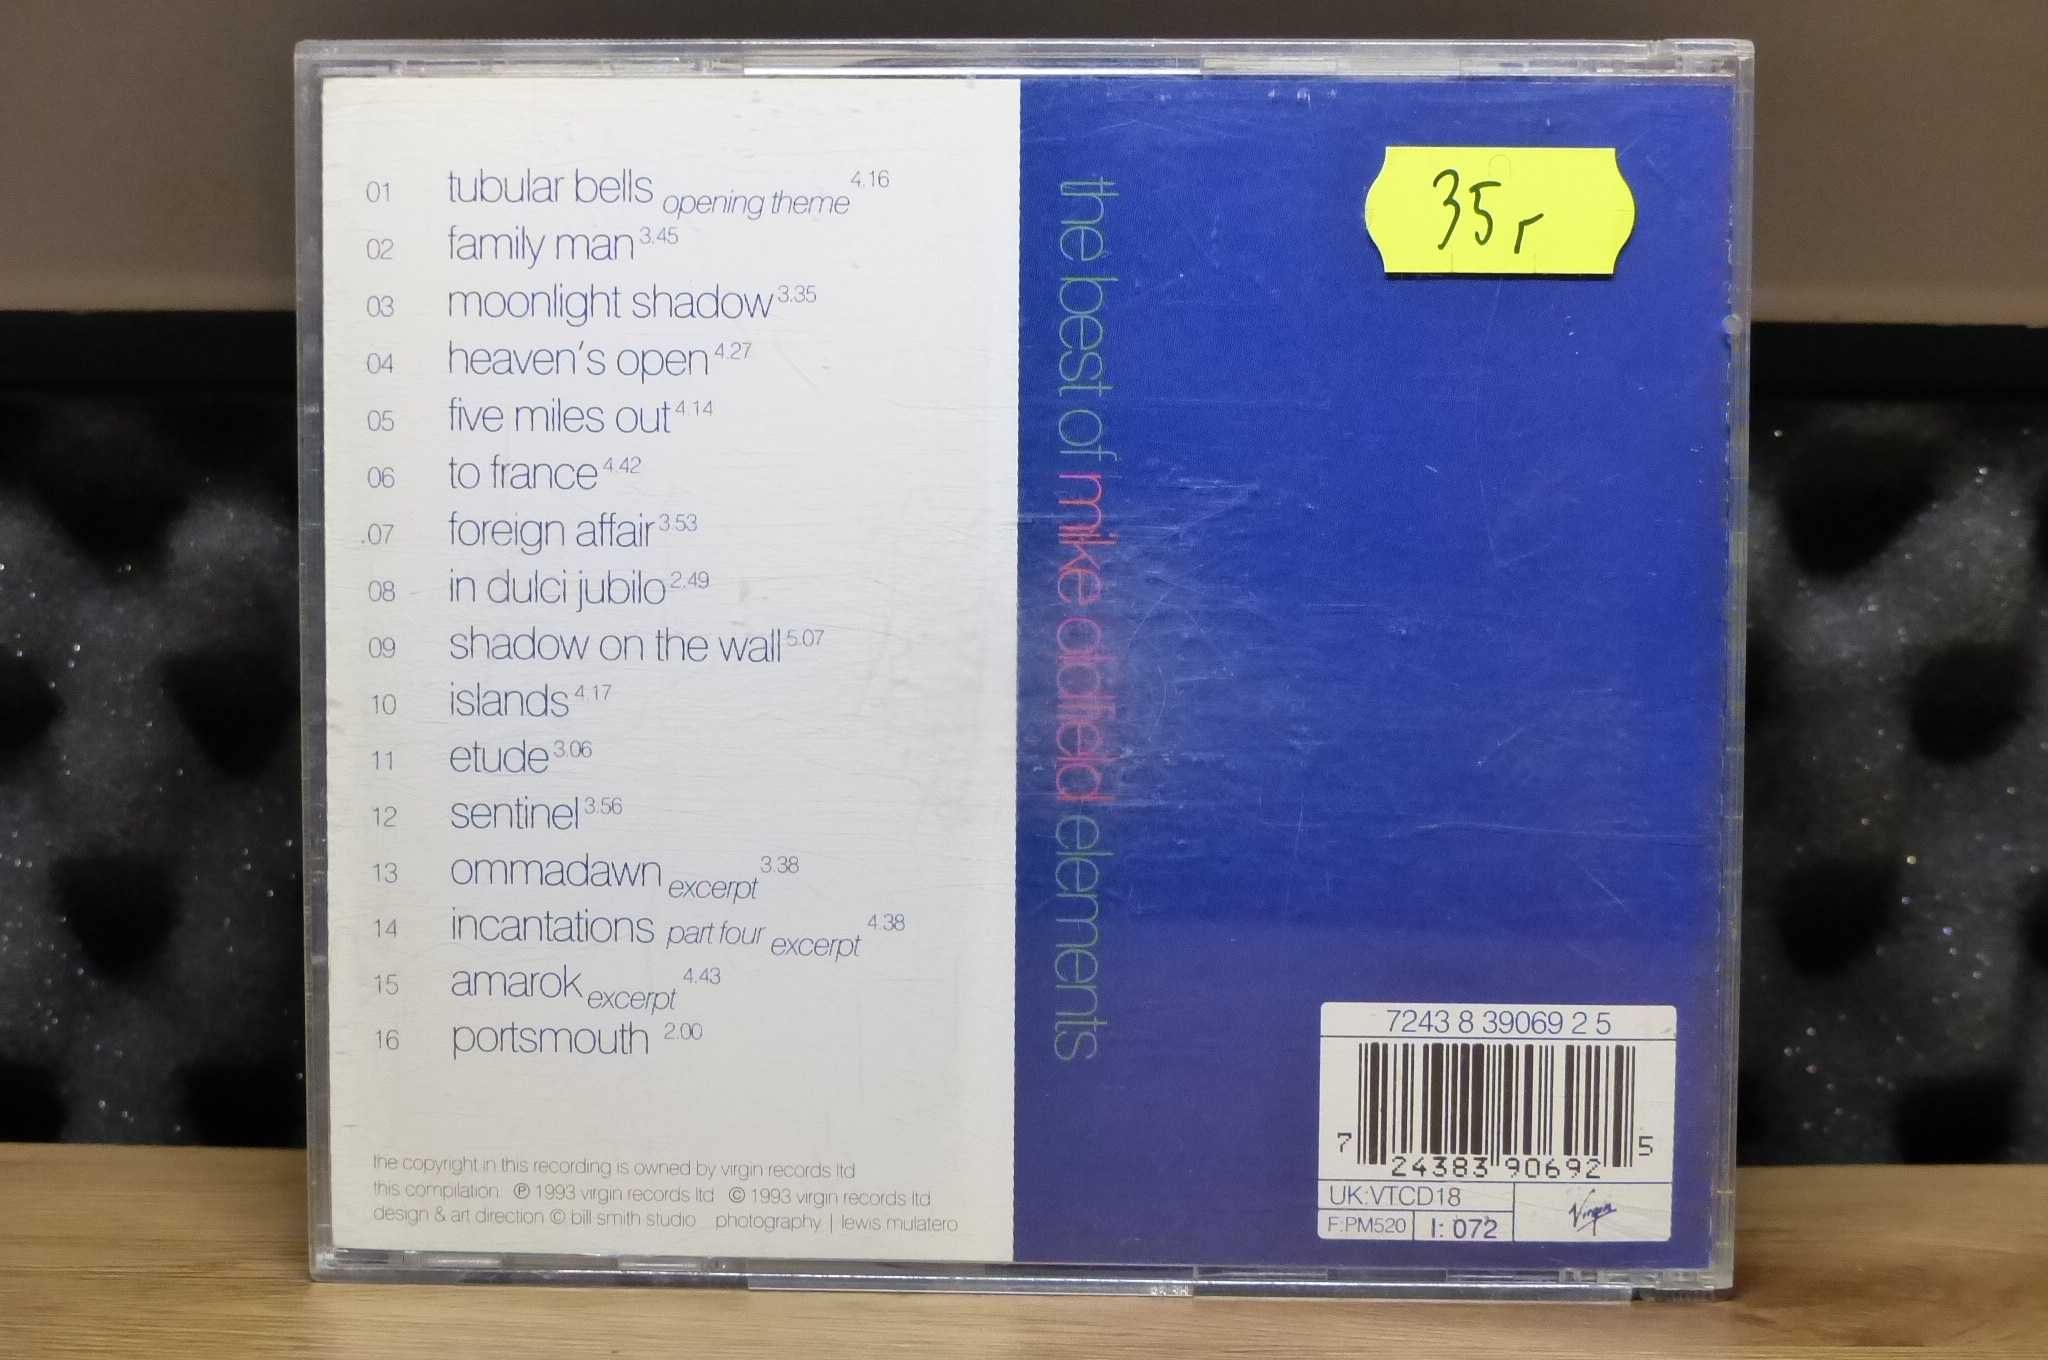 01 tubular bells opening theme 4.16
02 family man 3.45
03 moonlight shadow 3.35
04 heaven's open 4.27
05 five miles out 4.14
06 to france 4.42
.07 foreign affair 3.53
08 in dulci jubilo 2.49
09 shadow on the wall 5.07
10 islands 4.17
11 etude 3.06
12 sentinel 3.56
13 ommadawn excerpt 3.38
14 incantations part four excerpt 4.38
15 amarok excerpt 4.43
16 portsmouth 2.00
the copyright in this recording is owned by virgin records ltd
this compilation ℗ 1993 virgin records ltd © 1993 virgin records ltd
design & art direction © bill smith studio photography | lewis mulatero
the best of mike oldfield elements
35,-
7243 8 39069 2 5
7 24383 90692 5
UK:VTCD18
F:PM520 I: 072
Virgin